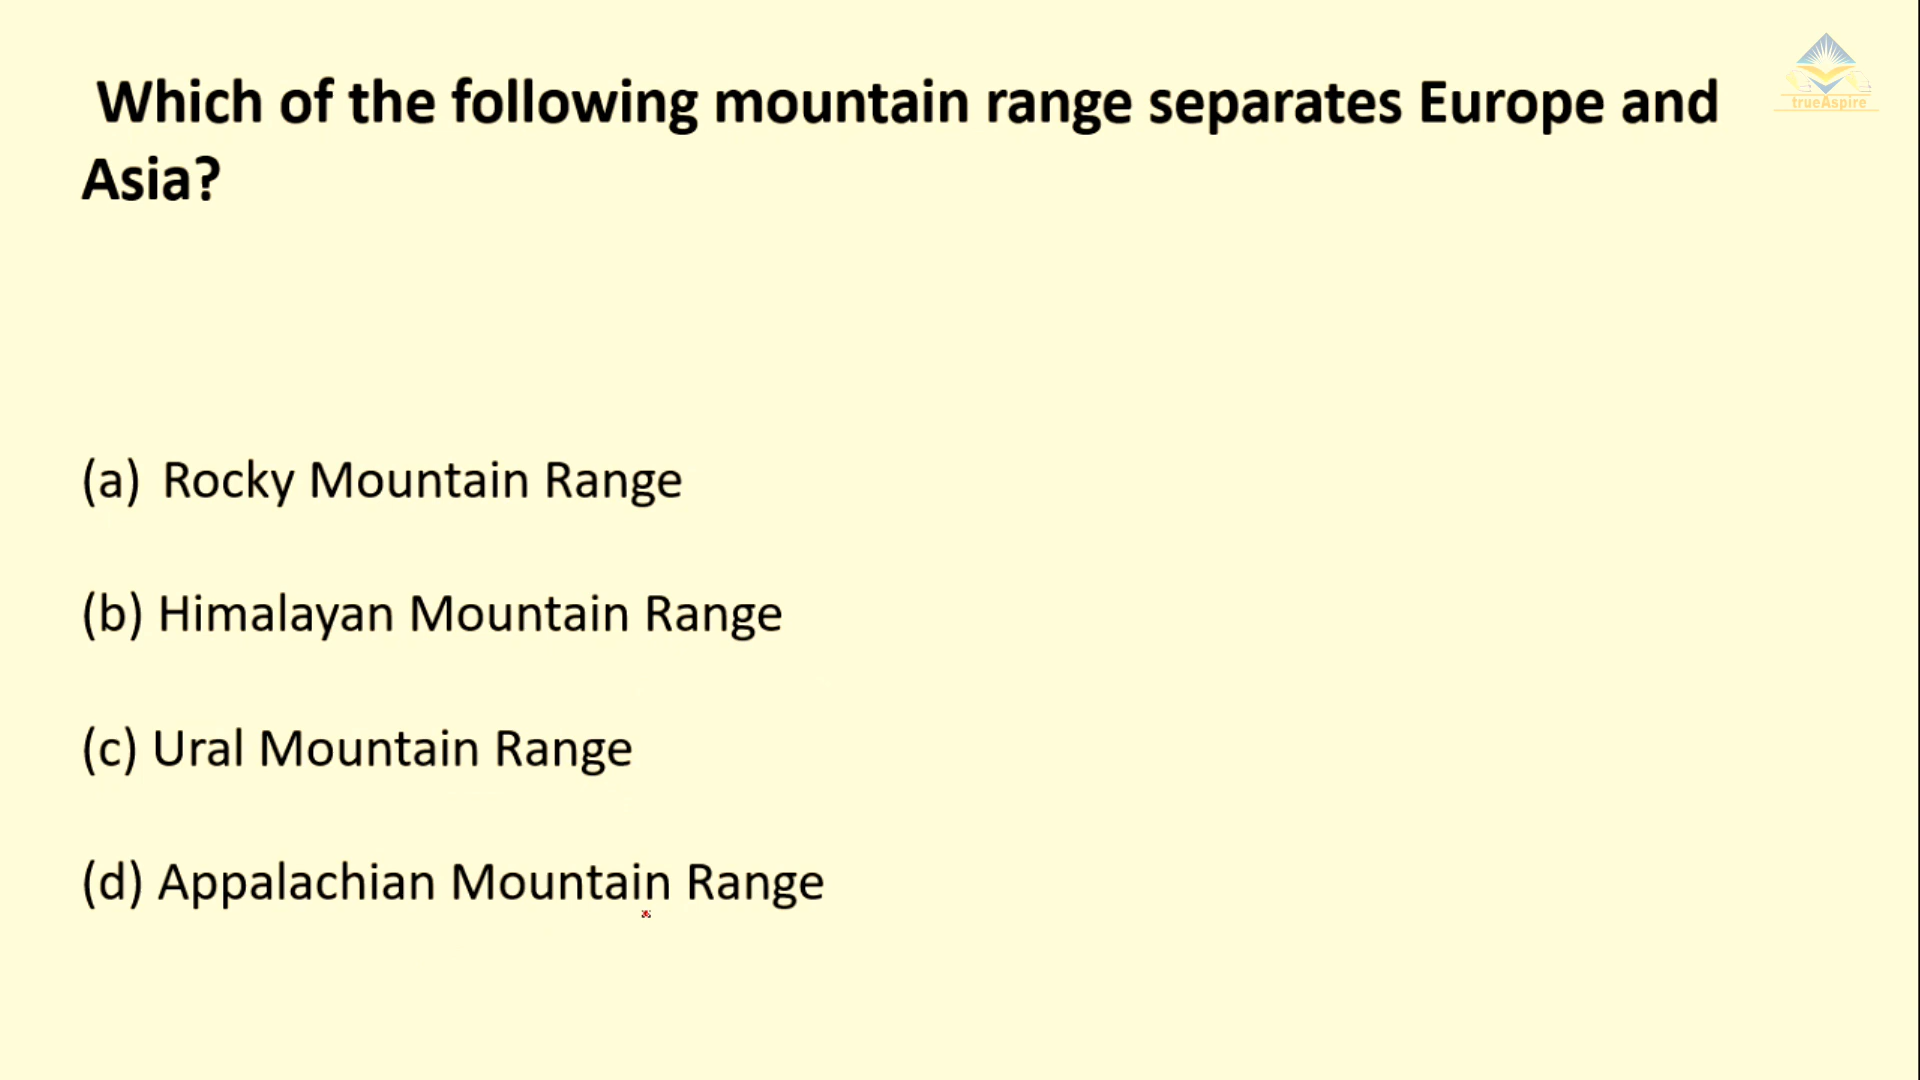 Which of the following mountain range separates Europe and
Asia?
trueAspire
(a) Rocky Mountain Range
(b) Himalayan Mountain Range
(c) Ural Mountain Range
(d) Appalachian Mountain Range